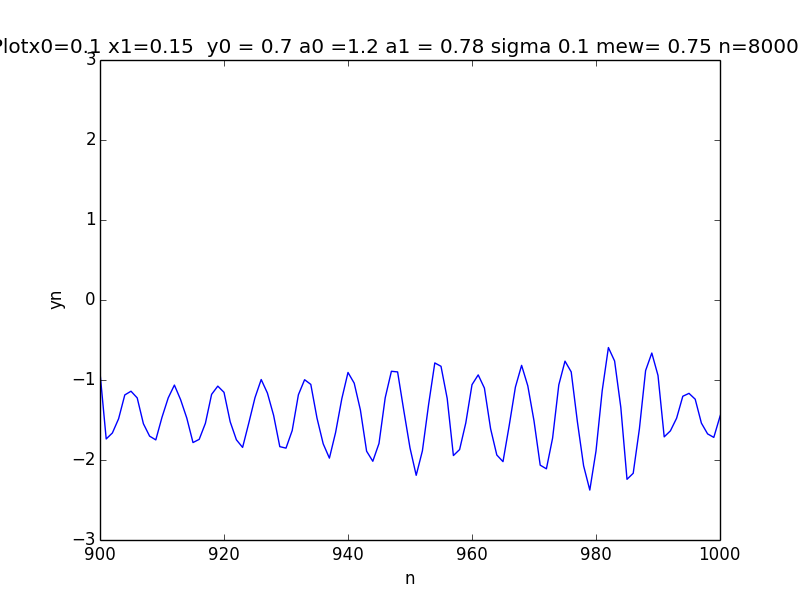 Plotx0=0.1 x1=0.15 y0 = 0.7 a0 =1.2 a1 = 0.78 sigma 0.1 mew= 0.75 n=8000
3
2
1
0
−1
−2
−3
yn
900 920 940 960 980 1000
n